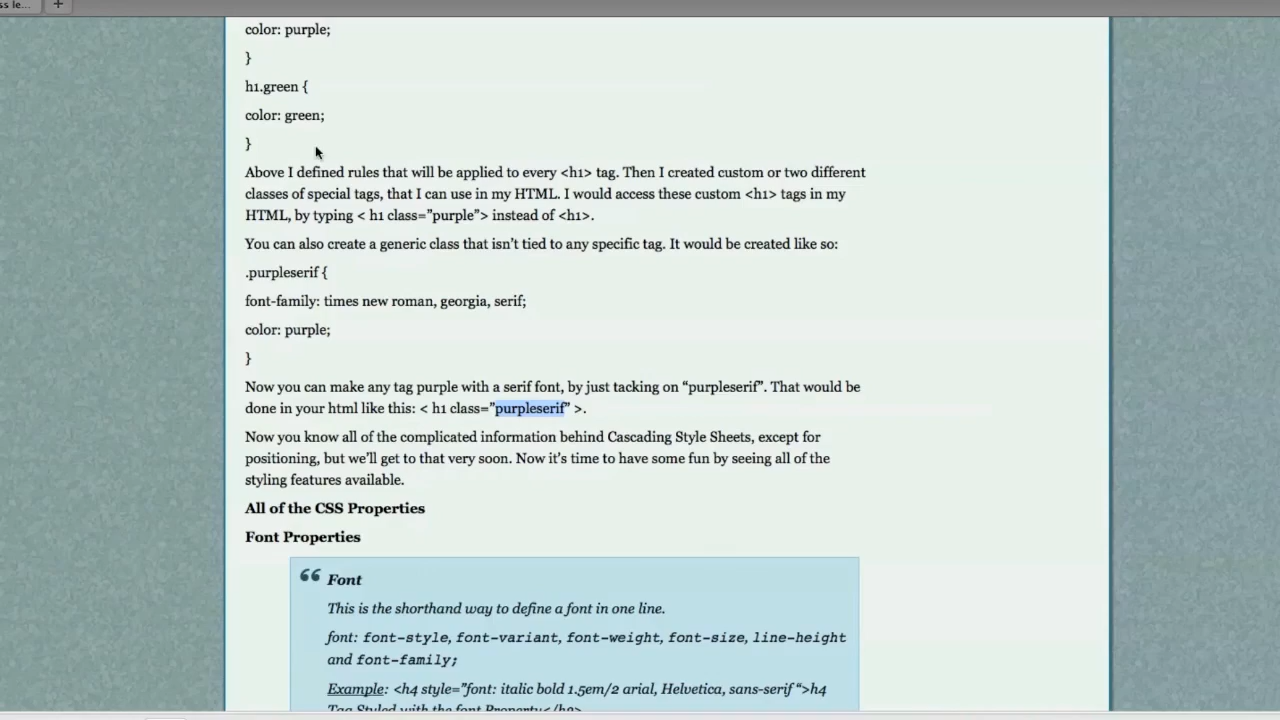 ss le...
+
color: purple;
}
h1.green {
color: green;
}
Above I defined rules that will be applied to every <h1> tag. Then I created custom or two different
classes of special tags, that I can use in my HTML. I would access these custom <h1> tags in my
HTML, by typing < h1 class=”purple”> instead of <h1>.
You can also create a generic class that isn’t tied to any specific tag. It would be created like so:
.purpleserif {
font-family: times new roman, georgia, serif;
color: purple;
}
Now you can make any tag purple with a serif font, by just tacking on “purpleserif”. That would be
done in your html like this: < h1 class=”purpleserif” >.
Now you know all of the complicated information behind Cascading Style Sheets, except for
positioning, but we’ll get to that very soon. Now it’s time to have some fun by seeing all of the
styling features available.
All of the CSS Properties
Font Properties
“ Font
This is the shorthand way to define a font in one line.
font: font-style, font-variant, font-weight, font-size, line-height
and font-family;
Example: <h4 style=”font: italic bold 1.5em/2 arial, Helvetica, sans-serif “>h4
Tag Styled with the font Property</h2>